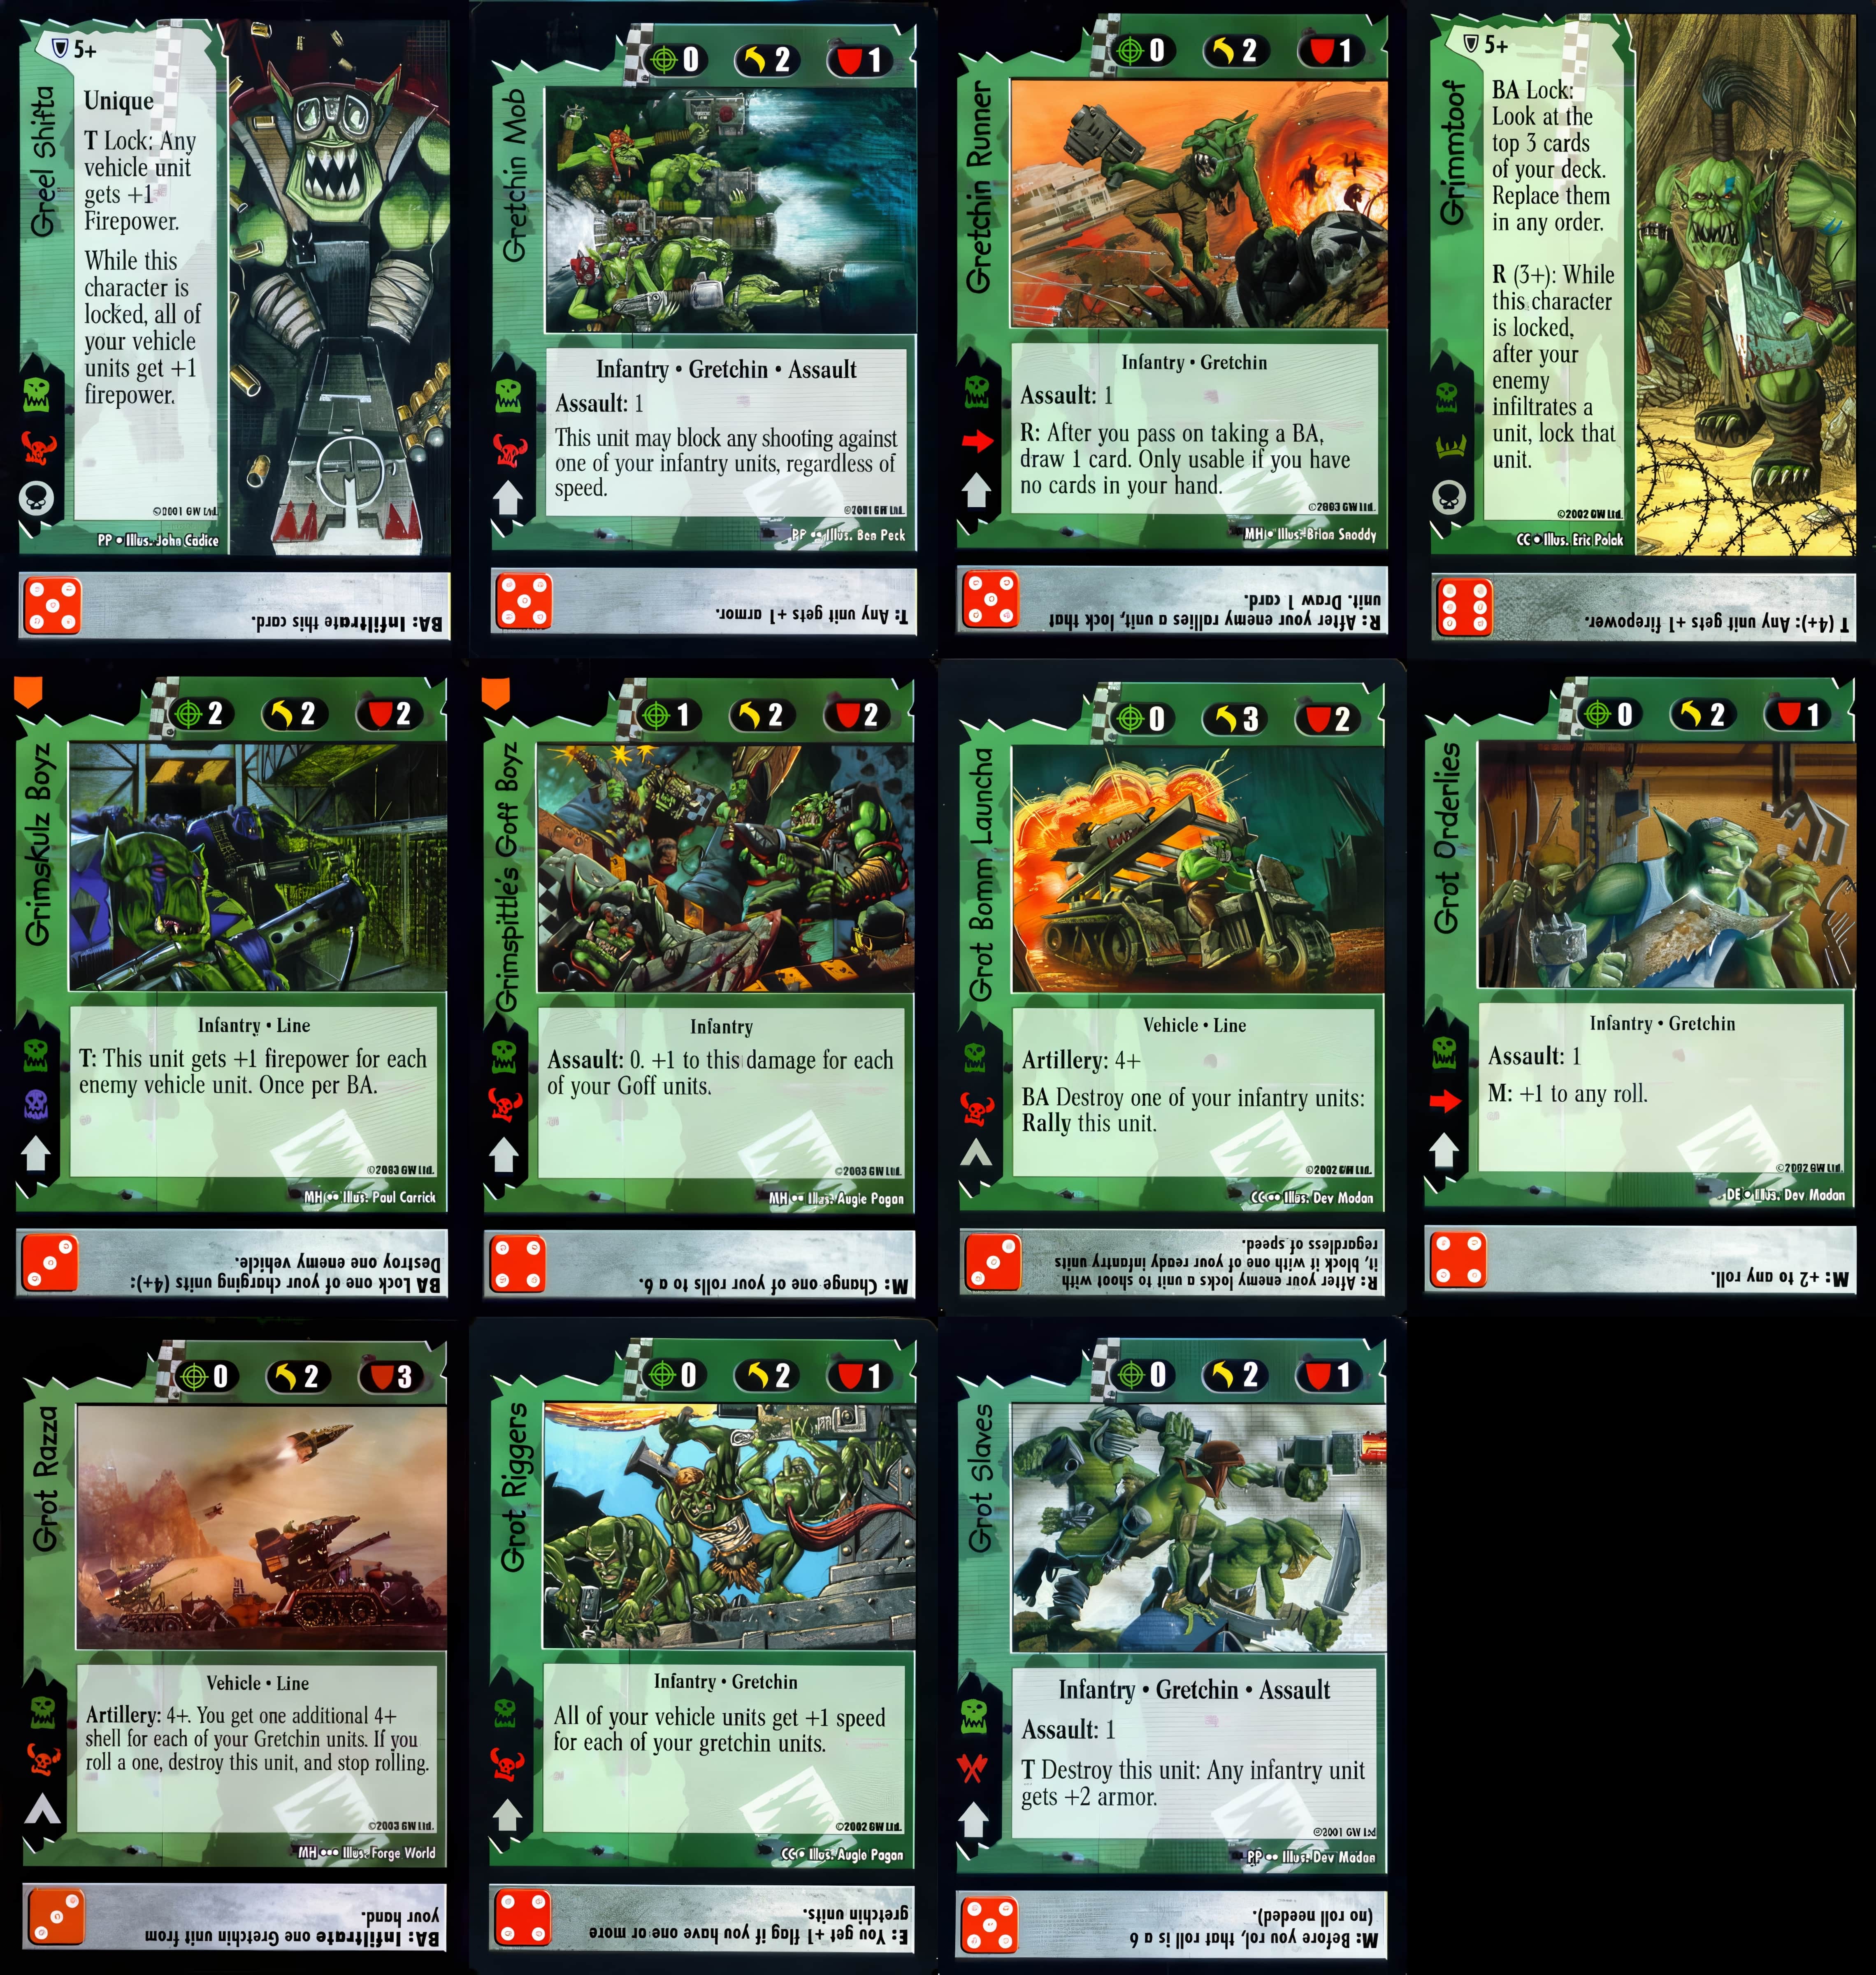 Greel Shifta
5+
Unique
T Lock: Any
vehicle unit
gets +1
Firepower.
While this
character is
locked, all of
your vehicle
units get +1
firepower.
©2001 GW Ltd.
PP • Illus. John Cadice
BA: Infiltrate this card.
Gretchin Mob
0 2 1
Infantry • Gretchin • Assault
Assault: 1
This unit may block any shooting against
one of your infantry units, regardless of
speed.
©2001 GW Ltd.
PP •• Illus. Ben Peck
T: Any unit gets +1 armor.
Gretchin Runner
0 2 1
Infantry • Gretchin
Assault: 1
R: After you pass on taking a BA,
draw 1 card. Only usable if you have
no cards in your hand.
©2003 GW Ltd.
MH • Illus. Brian Snoddy
R: After your enemy rallies a unit, lock that
unit. Draw 1 card.
Grimmtoof
5+
BA Lock:
Look at the
top 3 cards
of your deck.
Replace them
in any order.
R (3+): While
this character
is locked,
after your
enemy
infiltrates a
unit, lock that
unit.
©2002 GW Ltd.
CC • Illus. Eric Polak
T (4+): Any unit gets +1 firepower.
Grimskulz Boyz
2 2 2
Infantry • Line
T: This unit gets +1 firepower for each
enemy vehicle unit. Once per BA.
©2003 GW Ltd.
MH •• Illus. Paul Carrick
BA Lock one of your charging units (4+):
Destroy one enemy vehicle.
Grimspittle's Goff Boyz
1 2 2
Infantry
Assault: 0. +1 to this damage for each
of your Goff units.
©2003 GW Ltd.
MH •• Illus. Augie Pagan
M: Change one of your rolls to a 6.
Grot Bomm Launcha
0 3 2
Vehicle • Line
Artillery: 4+
BA Destroy one of your infantry units:
Rally this unit.
©2002 GW Ltd.
CC •• Illus. Dev Madan
R: After your enemy locks a unit to shoot with
it, block it with one of your ready infantry units
regardless of speed.
Grot Orderlies
0 2 1
Infantry • Gretchin
Assault: 1
M: +1 to any roll.
©2002 GW Ltd.
DE • Illus. Dev Madan
M: +2 to any roll.
Grot Razza
0 2 3
Vehicle • Line
Artillery: 4+. You get one additional 4+
shell for each of your Gretchin units. If you
roll a one, destroy this unit, and stop rolling.
©2003 GW Ltd.
MH ••• Illus. Forge World
BA: Infiltrate one Gretchin unit from
your hand.
Grot Riggers
0 2 1
Infantry • Gretchin
All of your vehicle units get +1 speed
for each of your gretchin units.
©2002 GW Ltd.
CC • Illus. Augie Pagan
E: You get +1 flag if you have one or more
gretchin units.
Grot Slaves
0 2 1
Infantry • Gretchin • Assault
Assault: 1
T Destroy this unit: Any infantry unit
gets +2 armor.
©2001 GW Ltd
PP •• Illus. Dev Madan
M: Before you rol, that roll is a 6
(no roll needed).